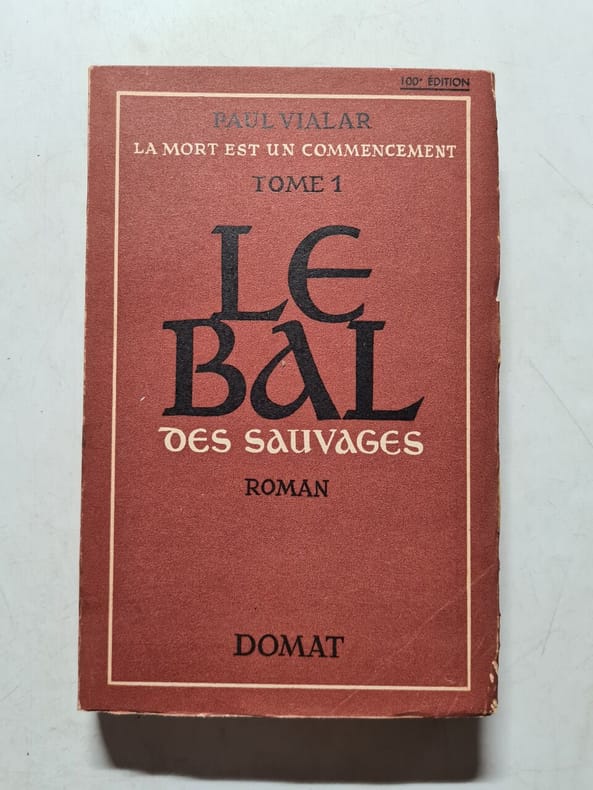 100ᵉ ÉDITION
PAUL VIALAR
LA MORT EST UN COMMENCEMENT
TOME 1
LE
BAL
DES SAUVAGES
ROMAN
DOMAT